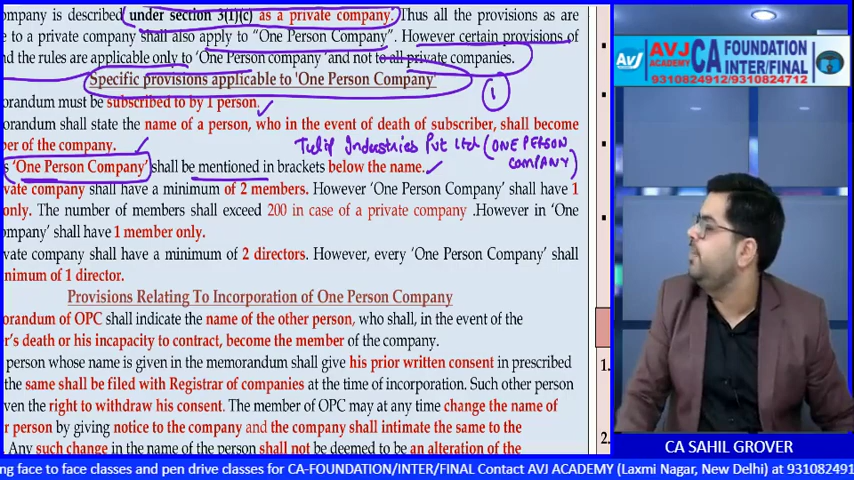 ompany is described under section 3(1)(c) as a private company. Thus all the provisions as are
e to a private company shall also apply to "One Person Company". However certain provisions of
nd the rules are applicable only to 'One Person company' and not to all private companies.
Specific provisions applicable to 'One Person Company'
1
orandum must be subscribed to by 1 person.
orandum shall state the name of a person, who in the event of death of subscriber, shall become
ber of the company.
Tulip Industries Pvt Ltd (ONE PERSON
COMPANY)
s 'One Person Company' shall be mentioned in brackets below the name.
vate company shall have a minimum of 2 members. However 'One Person Company' shall have 1
only. The number of members shall exceed 200 in case of a private company .However in 'One
ompany' shall have 1 member only.
vate company shall have a minimum of 2 directors. However, every 'One Person Company' shall
nimum of 1 director.
Provisions Relating To Incorporation of One Person Company
orandum of OPC shall indicate the name of the other person, who shall, in the event of the
r's death or his incapacity to contract, become the member of the company.
person whose name is given in the memorandum shall give his prior written consent in prescribed
the same shall be filed with Registrar of companies at the time of incorporation. Such other person
ven the right to withdraw his consent. The member of OPC may at any time change the name of
r person by giving notice to the company and the company shall intimate the same to the
. Any such change in the name of the person shall not be deemed to be an alteration of the
1.
2.
AVJ
AVJ ACADEMY
CA FOUNDATION
INTER/FINAL
9310824912/9310824712
CA SAHIL GROVER
ng face to face classes and pen drive classes for CA-FOUNDATION/INTER/FINAL Contact AVJ ACADEMY (Laxmi Nagar, New Delhi) at 931082491